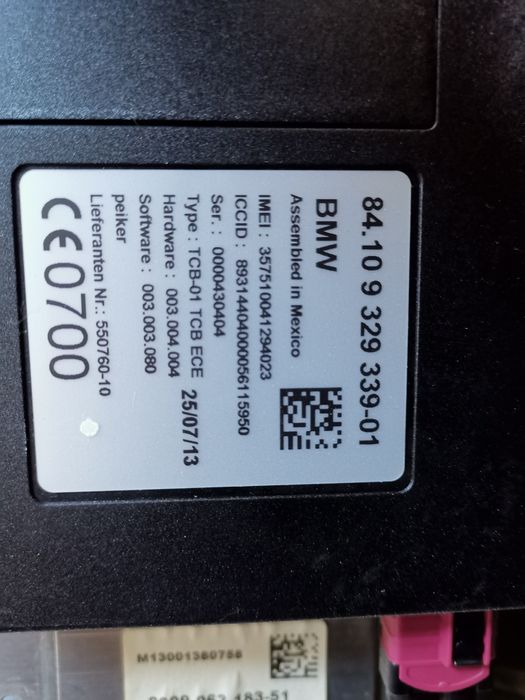 84.10 9 329 339-01
BMW
Assembled in Mexico
IMEI : 357510041294023
ICCID : 89314404000056115950
Ser. : 0000430404
Type : TCB-01 TCB ECE
Hardware : 003.004.004 25/07/13
Software : 003.003.080
peiker
Lieferanten Nr.: 550760-10
CE0700
M13001360756